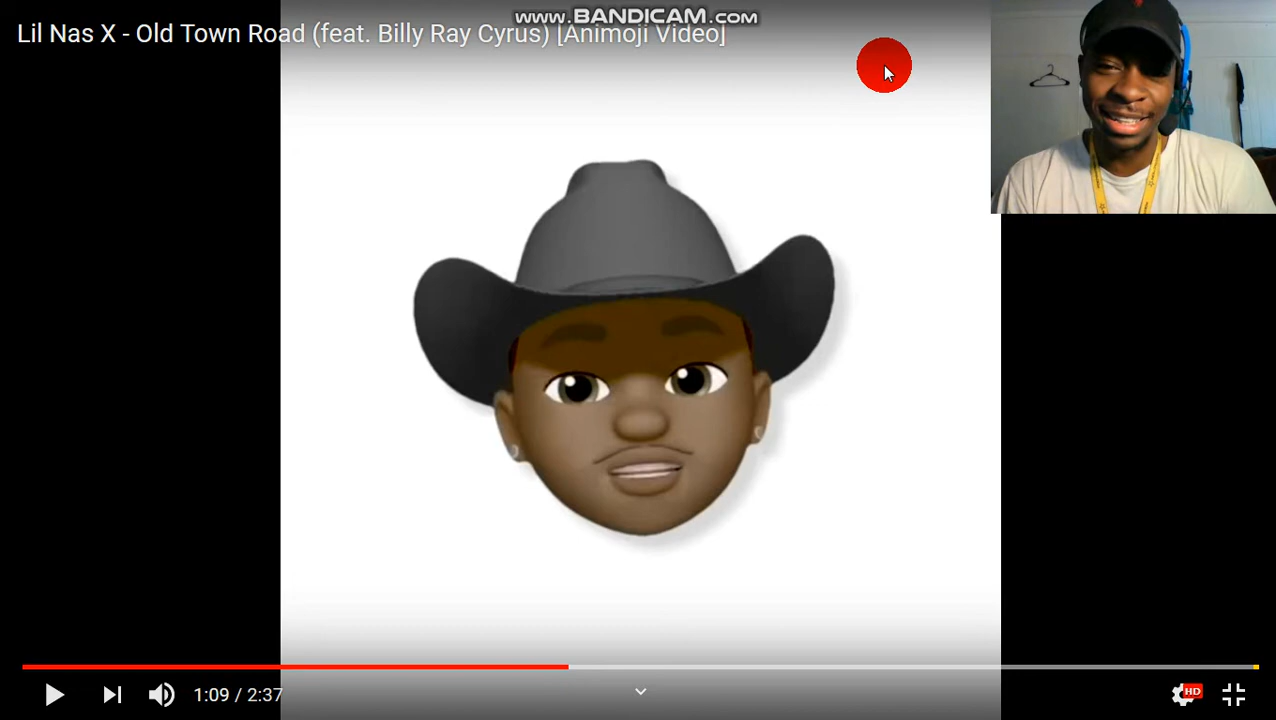 www.BANDICAM.com
Lil Nas X - Old Town Road (feat. Billy Ray Cyrus) [Animoji Video]
1:09 / 2:37
HD